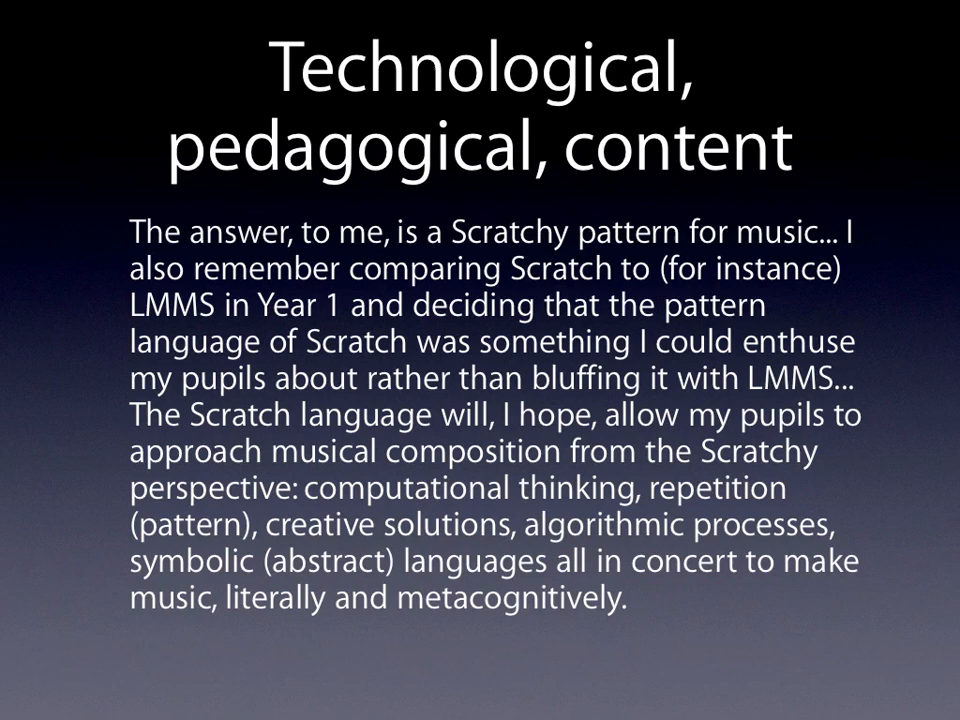 Technological,
pedagogical, content
The answer, to me, is a Scratchy pattern for music... I
also remember comparing Scratch to (for instance)
LMMS in Year 1 and deciding that the pattern
language of Scratch was something I could enthuse
my pupils about rather than bluffing it with LMMS...
The Scratch language will, I hope, allow my pupils to
approach musical composition from the Scratchy
perspective: computational thinking, repetition
(pattern), creative solutions, algorithmic processes,
symbolic (abstract) languages all in concert to make
music, literally and metacognitively.